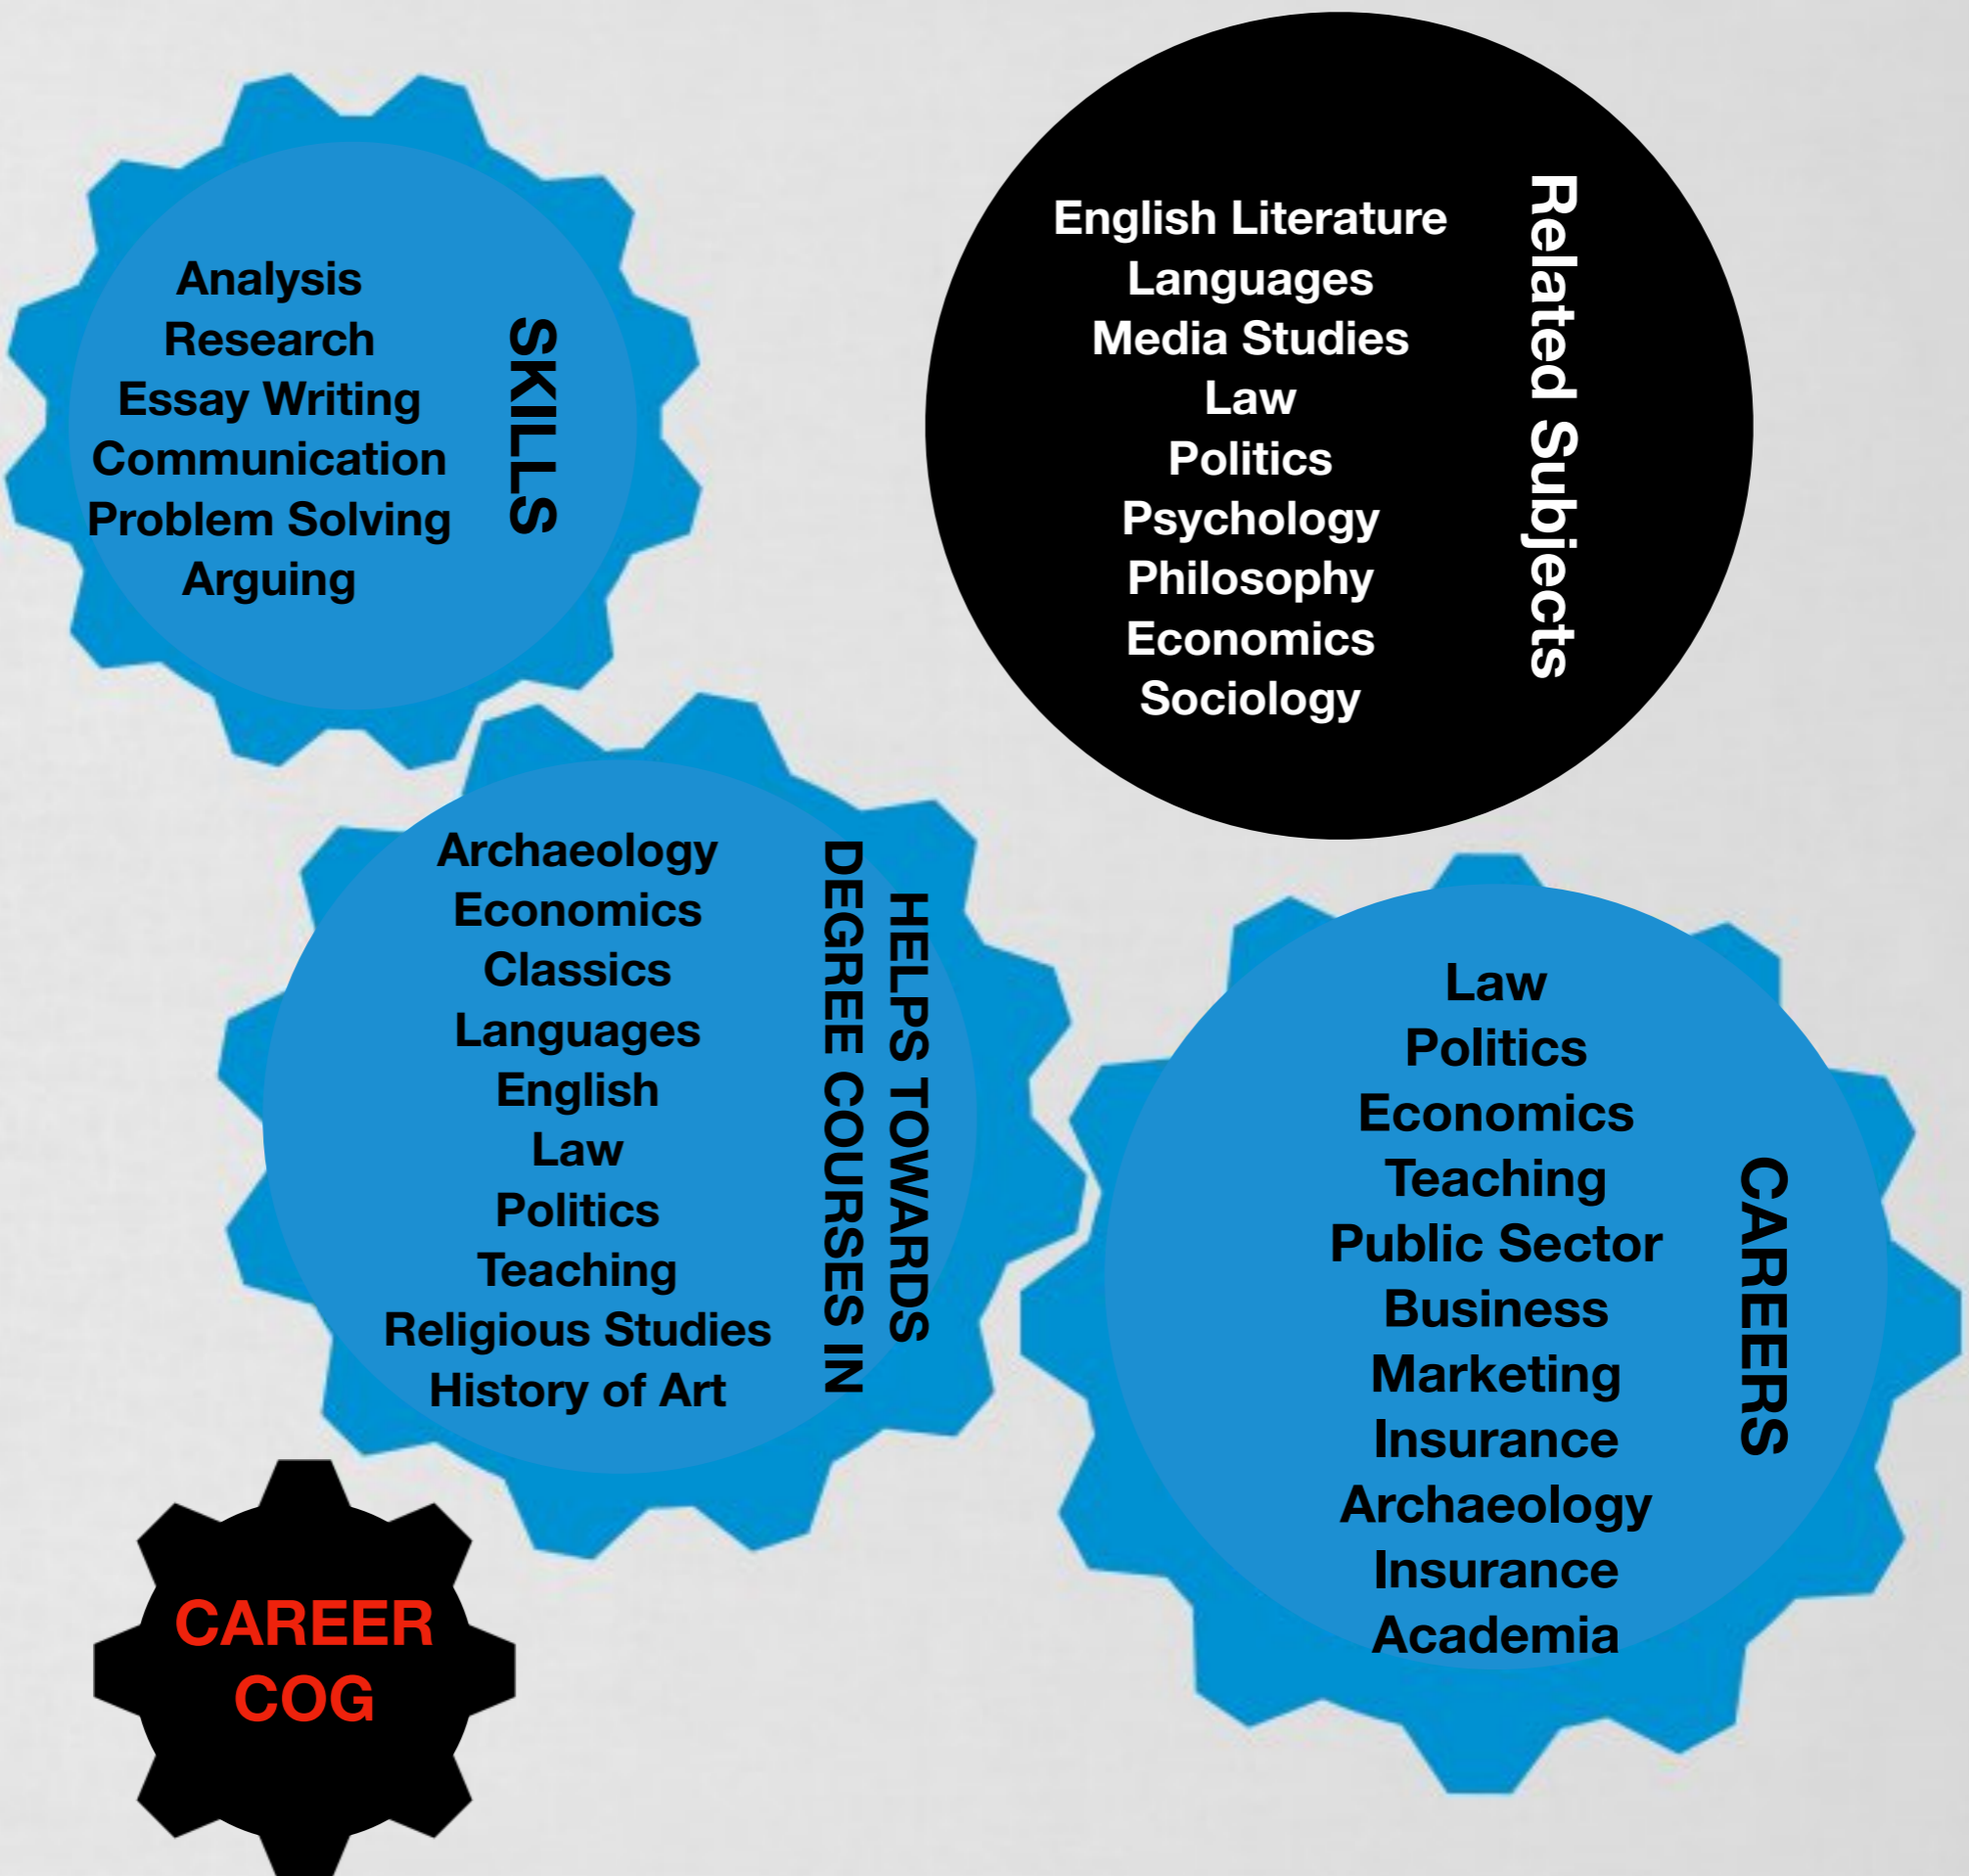 Analysis
Research
Essay Writing
Communication
Problem Solving
Arguing
SKILLS
English Literature
Languages
Media Studies
Law
Politics
Psychology
Philosophy
Economics
Sociology
Related Subjects
Archaeology
Economics
Classics
Languages
English
Law
Politics
Teaching
Religious Studies
History of Art
HELPS TOWARDS
DEGREE COURSES IN
Law
Politics
Economics
Teaching
Public Sector
Business
Marketing
Insurance
Archaeology
Insurance
Academia
CAREERS
CAREER
COG